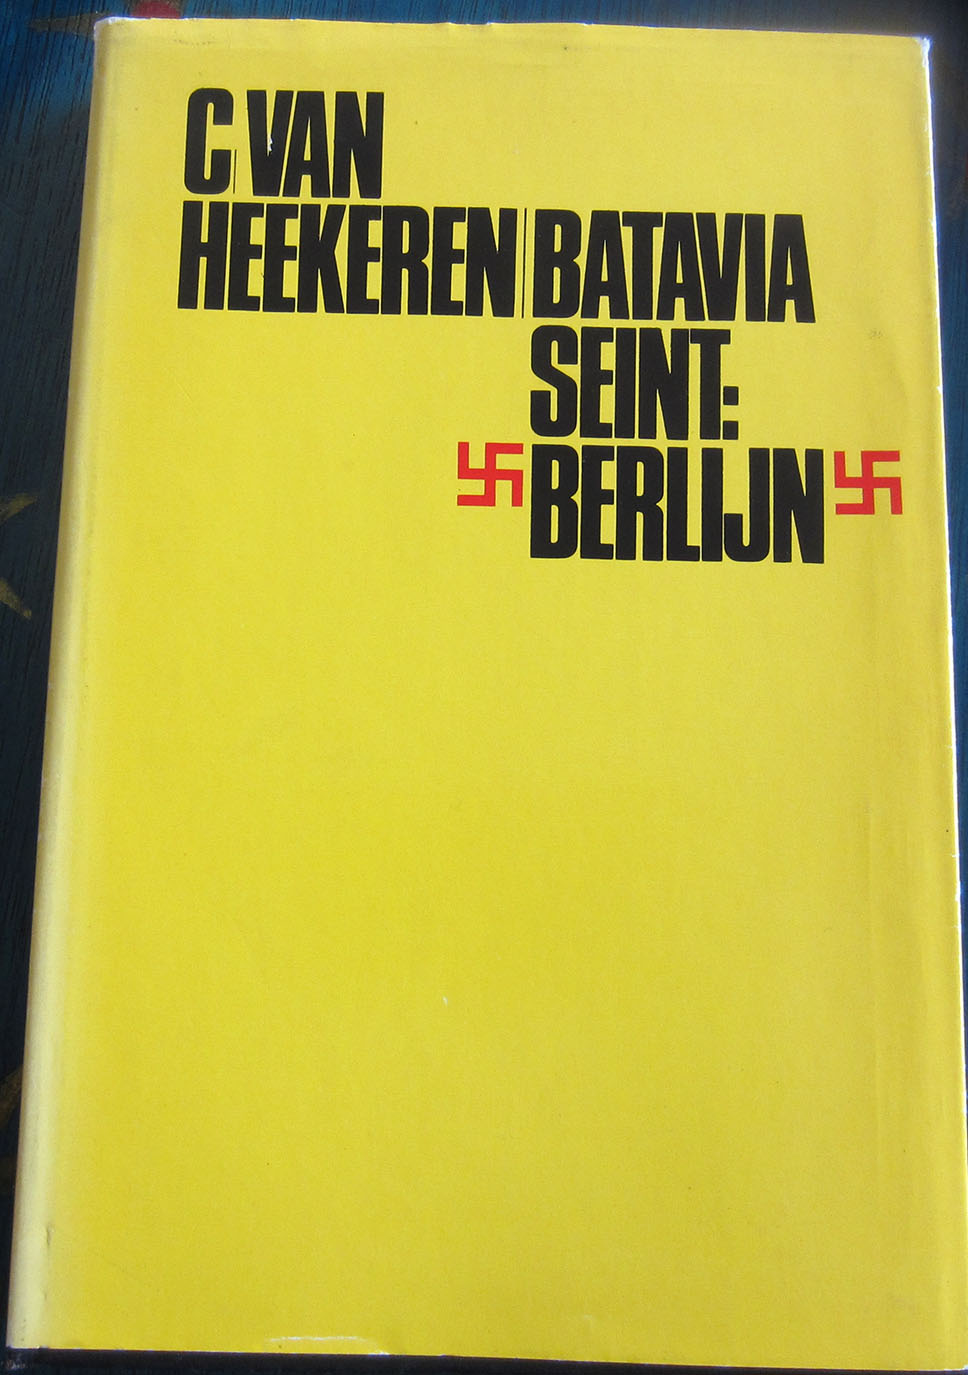 C VAN
HEEKEREN
BATAVIA
SEINT:
BERLIJN